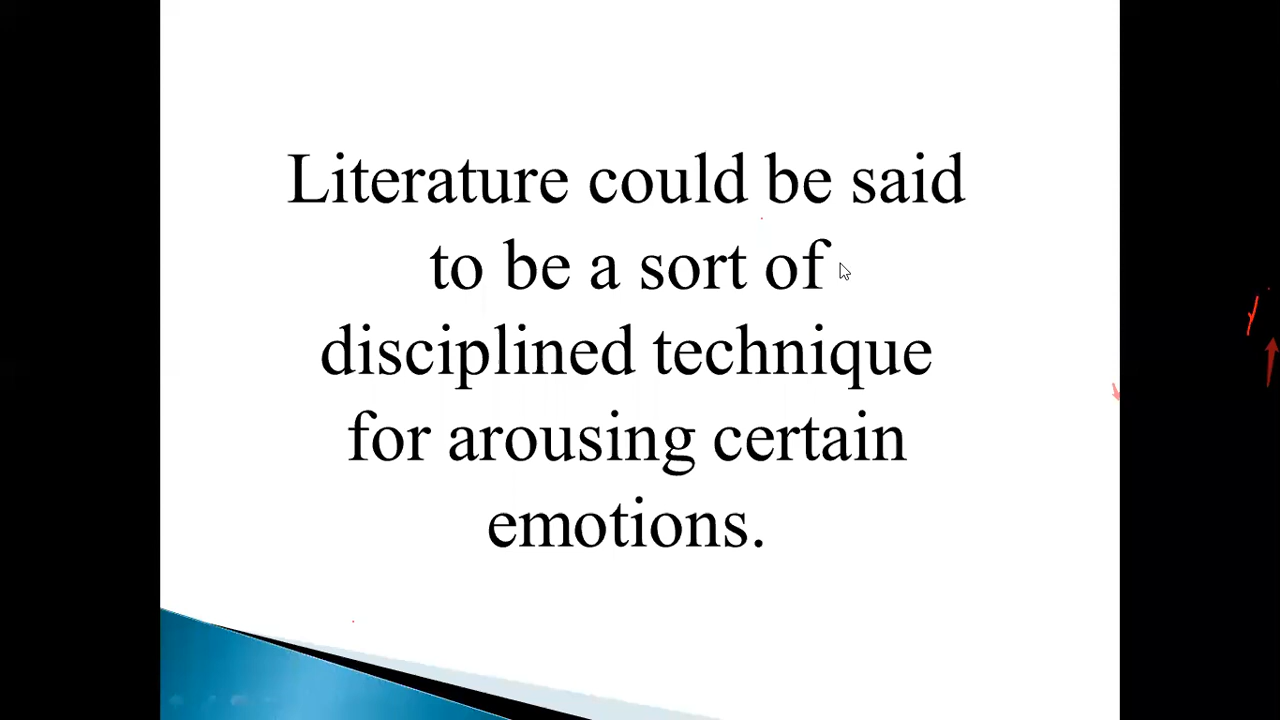 Literature could be said
to be a sort of
disciplined technique
for arousing certain
emotions.